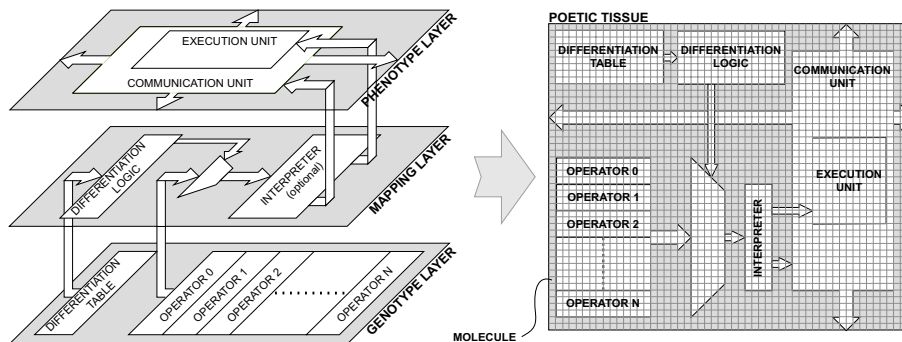 EXECUTION UNIT
COMMUNICATION UNIT
PHENOTYPE LAYER
DIFFERENTIATION
LOGIC
INTERPRETER
(optional)
MAPPING LAYER
DIFFERENTIATION
TABLE
OPERATOR 0
OPERATOR 1
OPERATOR 2
OPERATOR N
GENOTYPE LAYER
POETIC TISSUE
DIFFERENTIATION
TABLE
DIFFERENTIATION
LOGIC
COMMUNICATION
UNIT
OPERATOR 0
OPERATOR 1
OPERATOR 2
OPERATOR N
INTERPRETER
EXECUTION
UNIT
MOLECULE